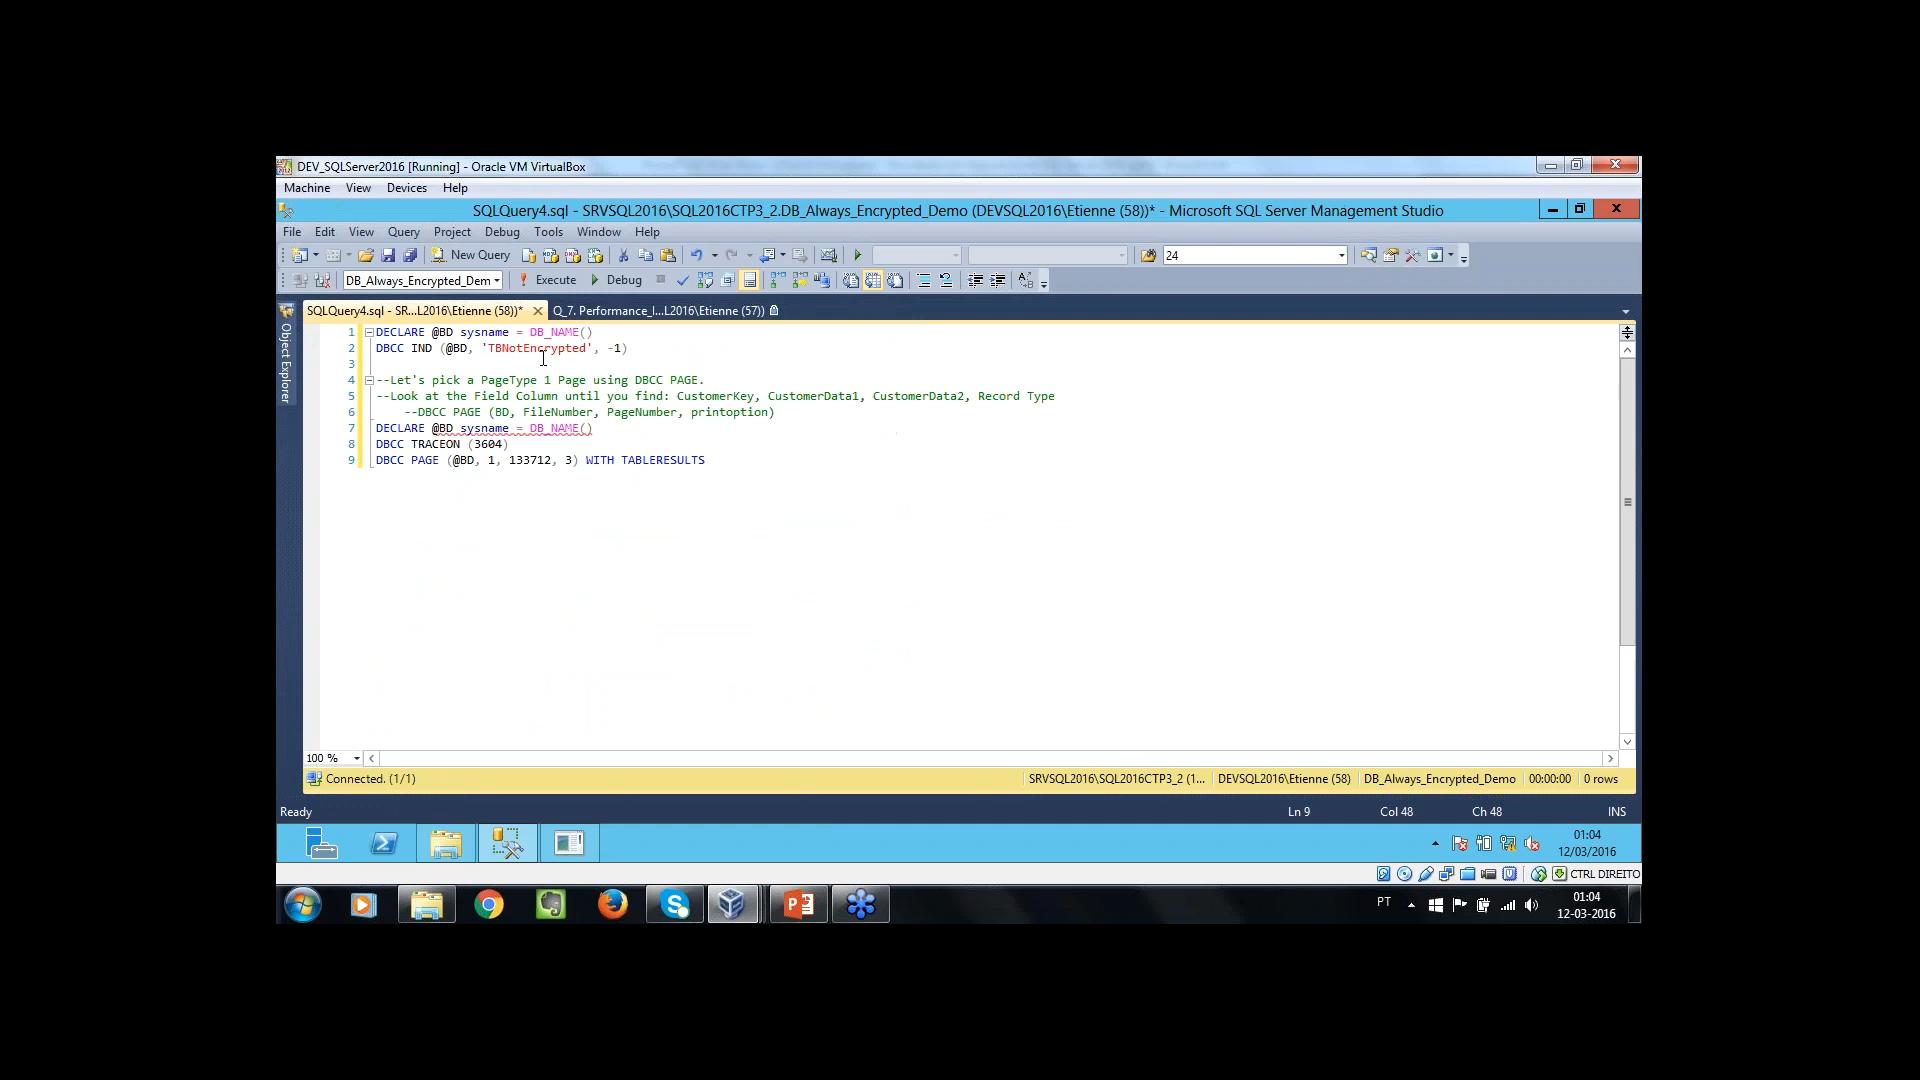 DEV_SQLServer2016 [Running] - Oracle VM VirtualBox
Machine View Devices Help
SQLQuery4.sql - SRVSQL2016\SQL2016CTP3_2.DB_Always_Encrypted_Demo (DEVSQL2016\Etienne (58))* - Microsoft SQL Server Management Studio
File Edit View Query Project Debug Tools Window Help
New Query 24
DB_Always_Encrypted_Dem Execute Debug
SQLQuery4.sql - SR...L2016\Etienne (58))* Q_7. Performance_I...L2016\Etienne (57))
Object Explorer
1 DECLARE @BD sysname = DB_NAME()
2 DBCC IND (@BD, 'TBNotEncrypted', -1)
3
4 --Let's pick a PageType 1 Page using DBCC PAGE.
5 --Look at the Field Column until you find: CustomerKey, CustomerData1, CustomerData2, Record Type
6 --DBCC PAGE (BD, FileNumber, PageNumber, printoption)
7 DECLARE @BD sysname = DB_NAME()
8 DBCC TRACEON (3604)
9 DBCC PAGE (@BD, 1, 133712, 3) WITH TABLERESULTS
100 %
Connected. (1/1) SRVSQL2016\SQL2016CTP3_2 (1... DEVSQL2016\Etienne (58) DB_Always_Encrypted_Demo 00:00:00 0 rows
Ready Ln 9 Col 48 Ch 48 INS
01:04
12/03/2016
CTRL DIREITO
PT 01:04
12-03-2016